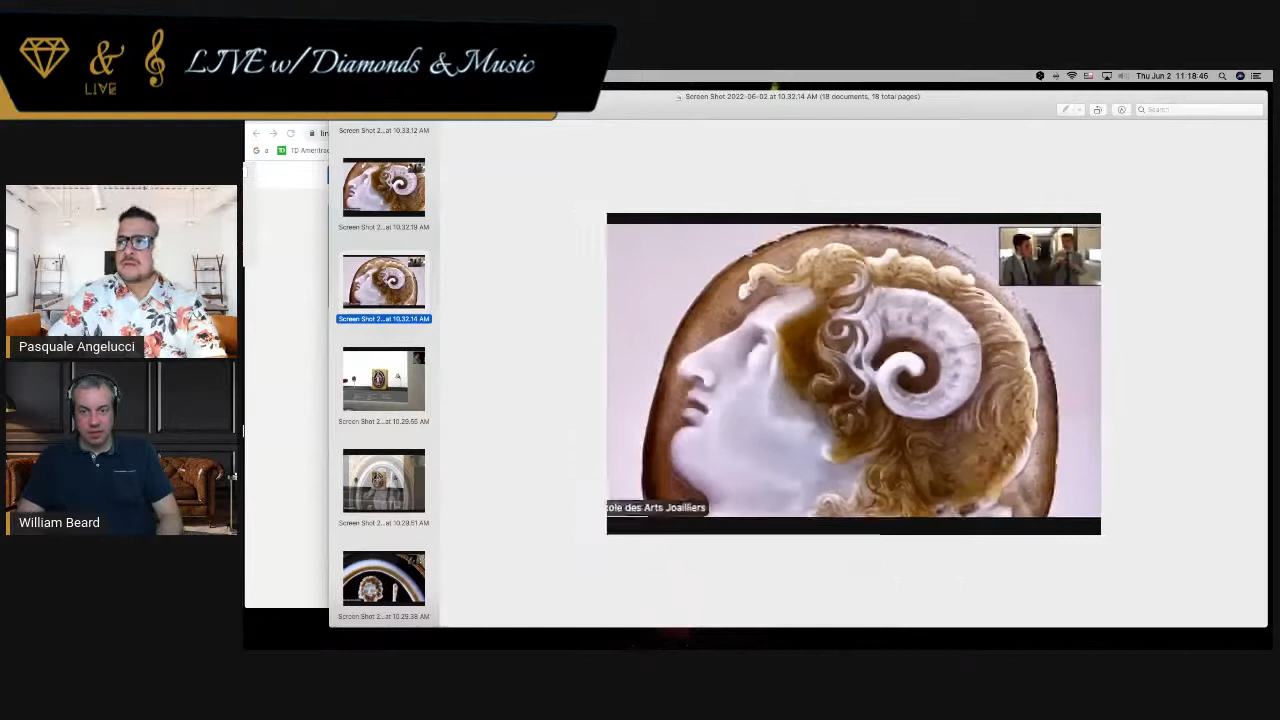 & LIVE
LIVE w/ Diamonds & Music
Thu Jun 2 11:18:46
Screen Shot 2022-06-02 at 10.32.14 AM (18 documents, 18 total pages)
Search
lin
G a TD Ameritrad
Screen Shot 2...at 10.33.12 AM
Screen Shot 2...at 10.32.19 AM
Screen Shot 2...at 10.32.14 AM
Screen Shot 2...at 10.29.56 AM
Screen Shot 2...at 10.29.51 AM
Screen Shot 2...at 10.29.38 AM
cole des Arts Joailliers
Pasquale Angelucci
William Beard